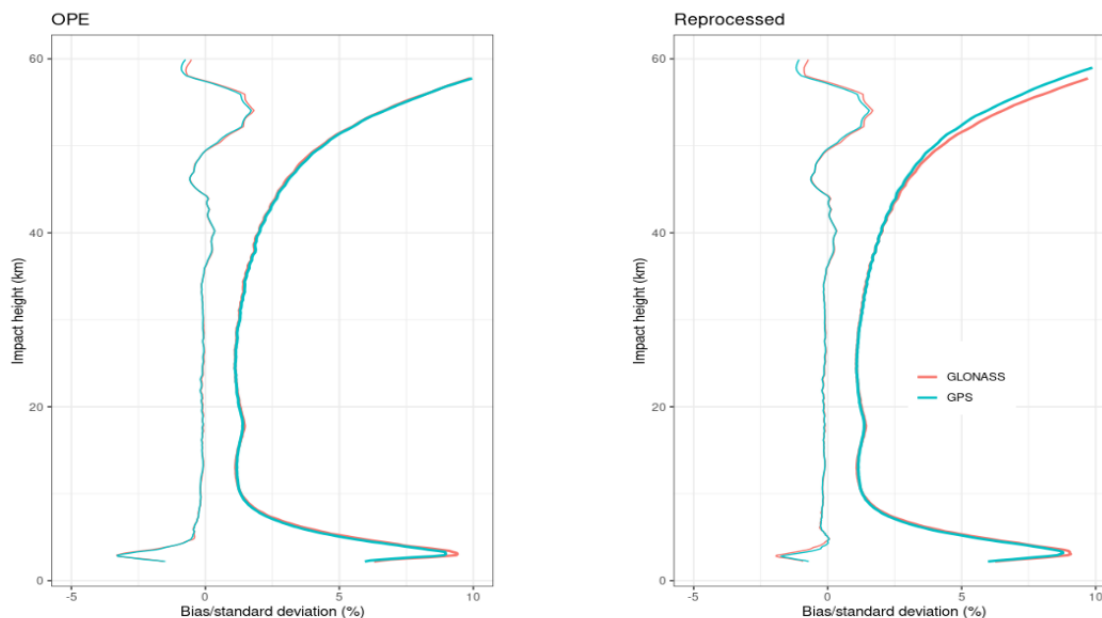 OPE
60
40
20
0
Impact height (km)
-5
0
5
10
Bias/standard deviation (%)
Reprocessed
60
40
20
0
Impact height (km)
GLONASS
GPS
-5
0
5
10
Bias/standard deviation (%)